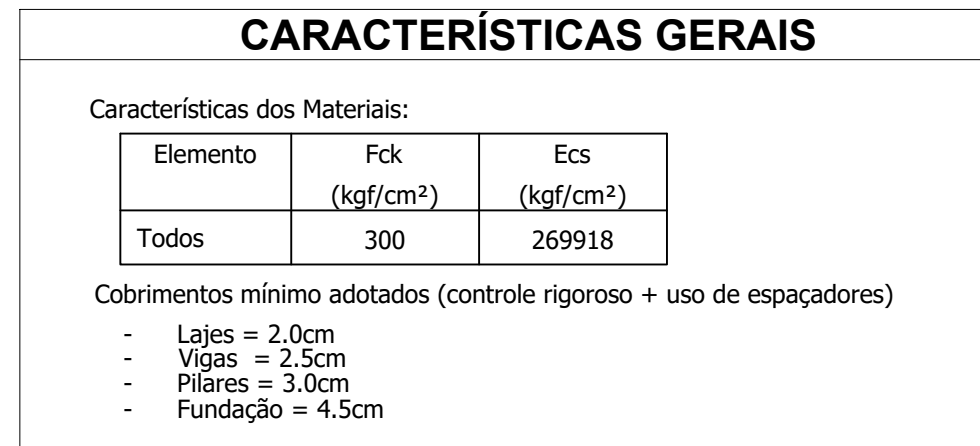 CARACTERÍSTICAS GERAIS
Características dos Materiais:
Elemento Fck Ecs
(kgf/cm²) (kgf/cm²)
Todos 300 269918
Cobrimentos mínimo adotados (controle rigoroso + uso de espaçadores)
- Lajes = 2.0cm
- Vigas = 2.5cm
- Pilares = 3.0cm
- Fundação = 4.5cm